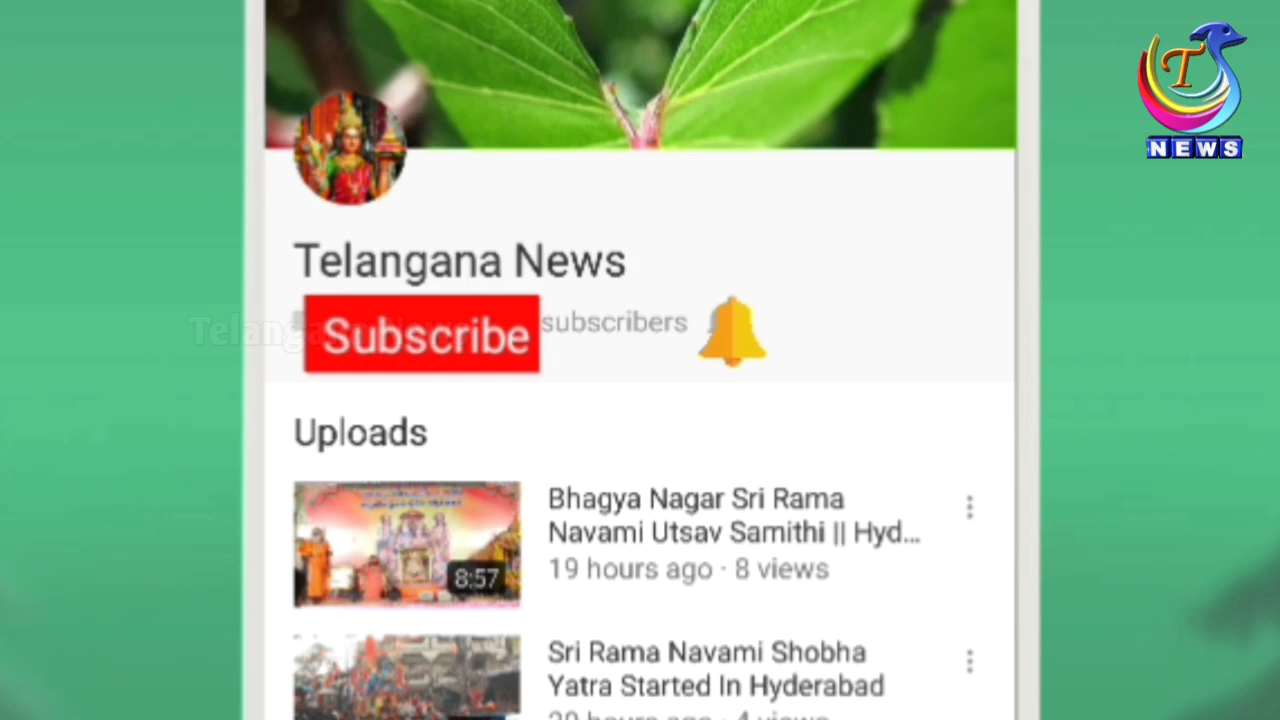 T
NEWS
Telangana News
Subscribe
subscribers
Telanga
Uploads
Bhagya Nagar Sri Rama
Navami Utsav Samithi || Hyd...
19 hours ago · 8 views
8:57
Sri Rama Navami Shobha
Yatra Started In Hyderabad